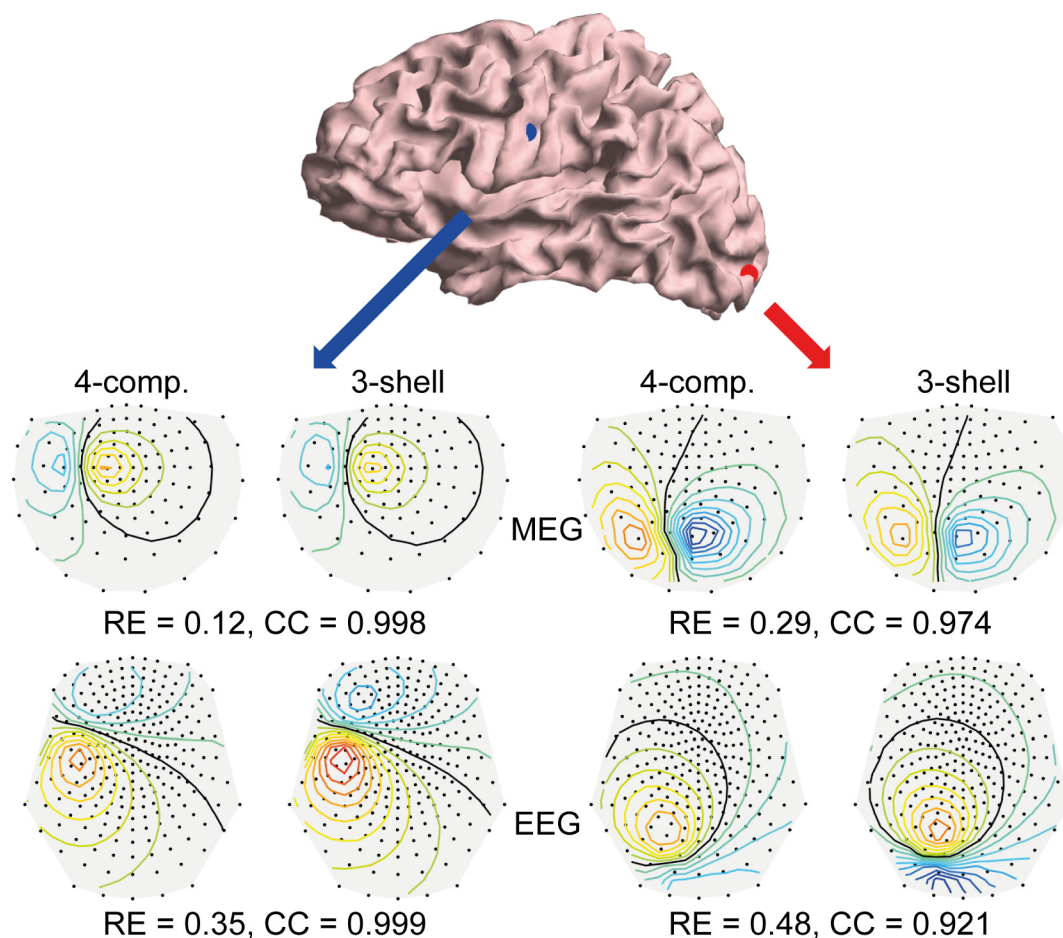 4-comp.
3-shell
4-comp.
3-shell
MEG
RE = 0.12, CC = 0.998
RE = 0.29, CC = 0.974
EEG
RE = 0.35, CC = 0.999
RE = 0.48, CC = 0.921